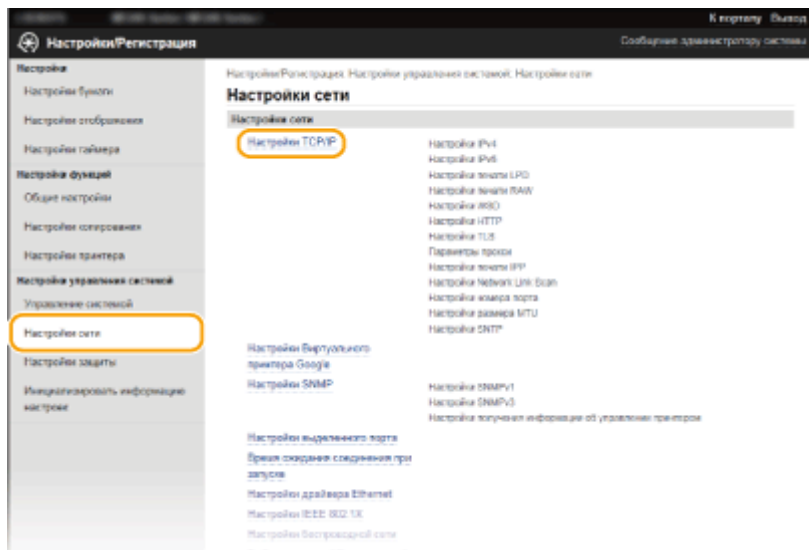 К порталу Выход
Настройки/Регистрация
Сообщение администратору системы
Настройки
Настройки бумаги
Настройки отображения
Настройки таймера
Настройки функций
Общие настройки
Настройки копирования
Настройки принтера
Настройки управления системой
Управление системой
Настройки сети
Настройки защиты
Инициализировать информацию
настроек
Настройки/Регистрация: Настройки управления системой: Настройки сети
Настройки сети
Настройки сети
Настройки TCP/IP
Настройки IPv4
Настройки IPv6
Настройки печати LPD
Настройки печати RAW
Настройки WSD
Настройки HTTP
Настройки TLS
Параметры прокси
Настройки печати IPP
Настройки Network Link Scan
Настройки номера порта
Настройки размера MTU
Настройки SNTP
Настройки Виртуального
принтера Google
Настройки SNMP
Настройки SNMPv1
Настройки SNMPv3
Настройки получения информации об управлении принтером
Настройки выделенного порта
Время ожидания соединения при
запуске
Настройки драйвера Ethernet
Настройки IEEE 802.1X
Настройки беспроводной сети